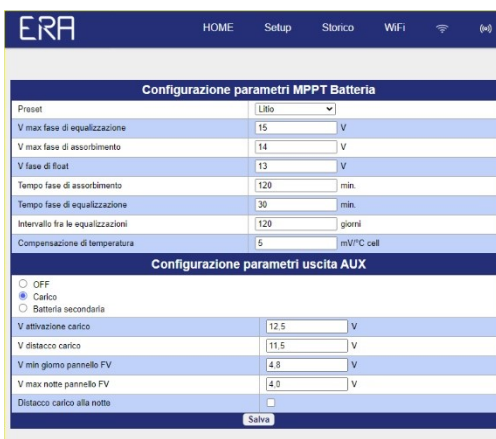 ERA HOME Setup Storico WiFi
Configurazione parametri MPPT Batteria
Preset Litio
V max fase di equalizzazione 15 V
V max fase di assorbimento 14 V
V fase di float 13 V
Tempo fase di assorbimento 120 min.
Tempo fase di equalizzazione 30 min.
Intervallo fra le equalizzazioni 120 giorni
Compensazione di temperatura 5 mV/°C cell
Configurazione parametri uscita AUX
OFF
Carico
Batteria secondaria
V attivazione carico 12,5 V
V distacco carico 11,5 V
V min giorno pannello FV 4,8 V
V max notte pannello FV 4,0 V
Distacco carico alla notte
Salva